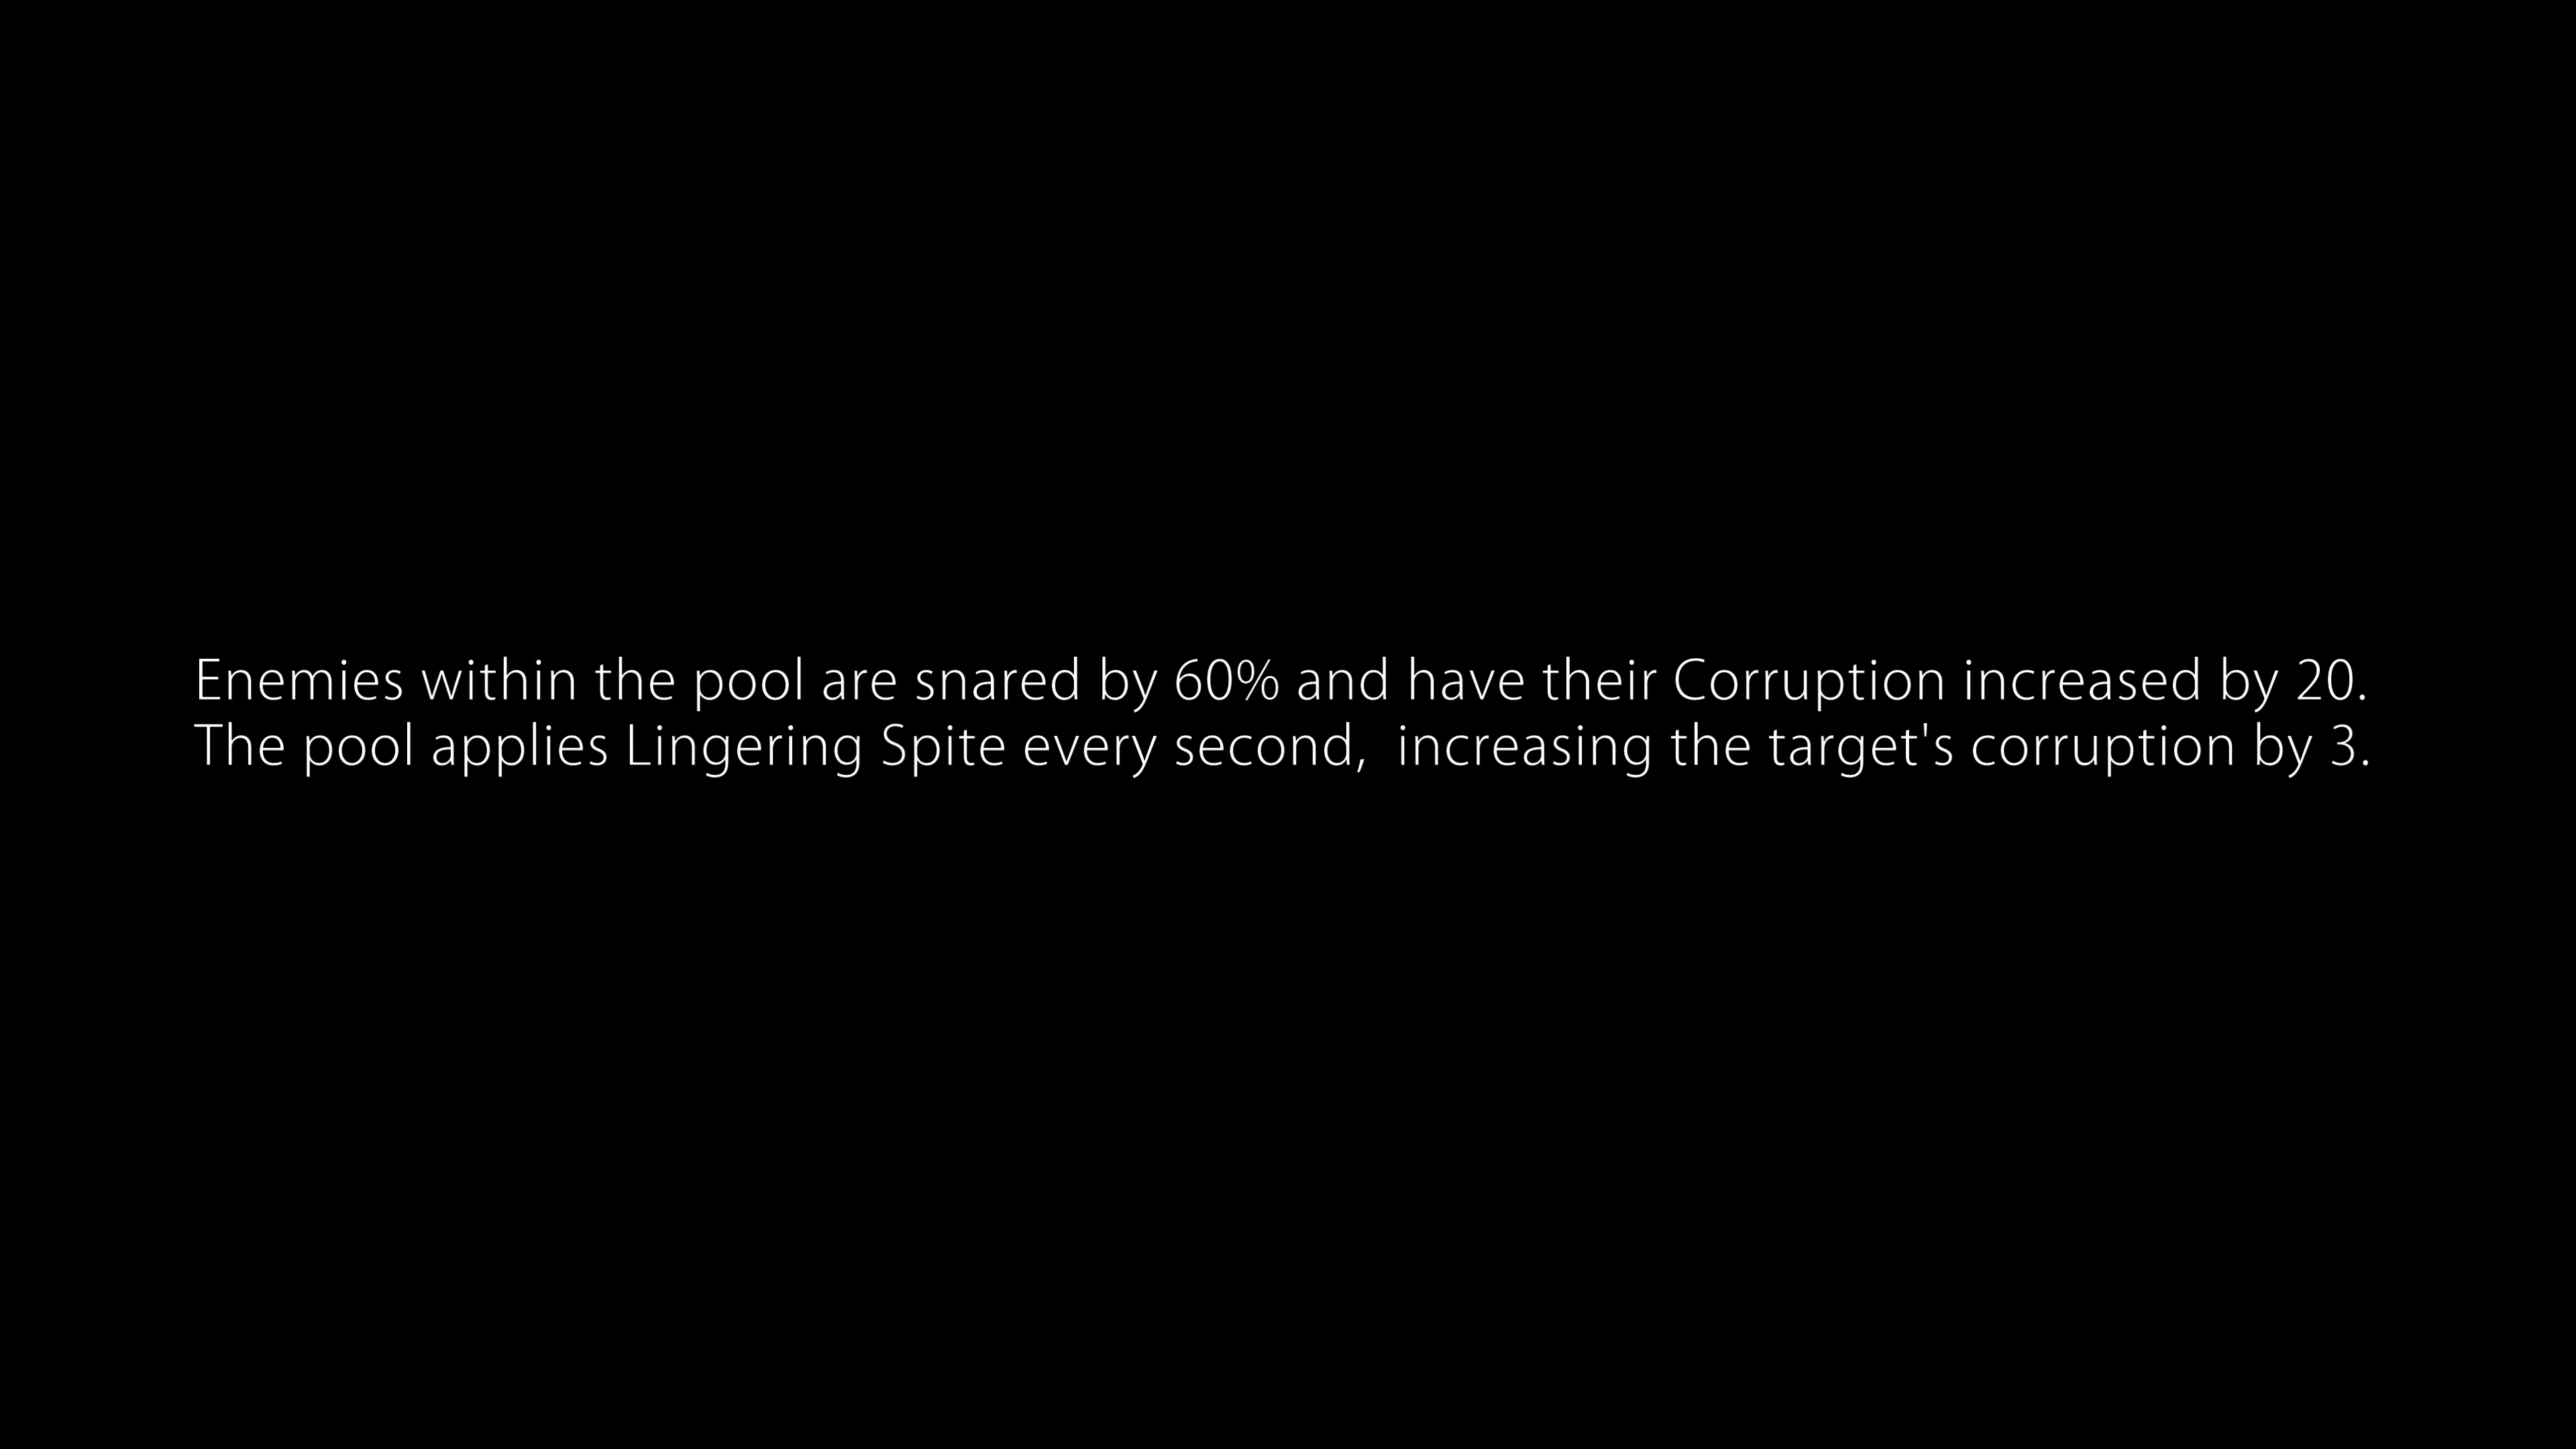 Enemies within the pool are snared by 60% and have their Corruption increased by 20.
The pool applies Lingering Spite every second,  increasing the target's corruption by 3.